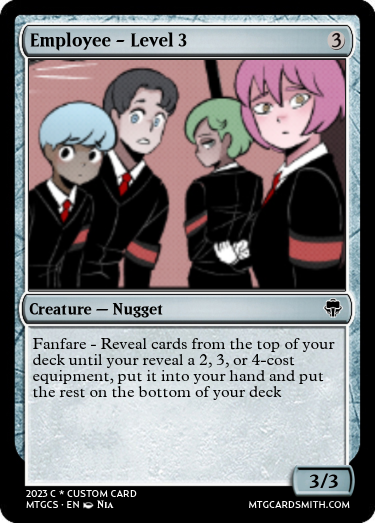 Employee – Level 3
3
Creature — Nugget
Fanfare - Reveal cards from the top of your
deck until your reveal a 2, 3, or 4-cost
equipment, put it into your hand and put
the rest on the bottom of your deck
3/3
2023 C * CUSTOM CARD
MTGCS · EN NIA
MTGCARDSMITH.COM